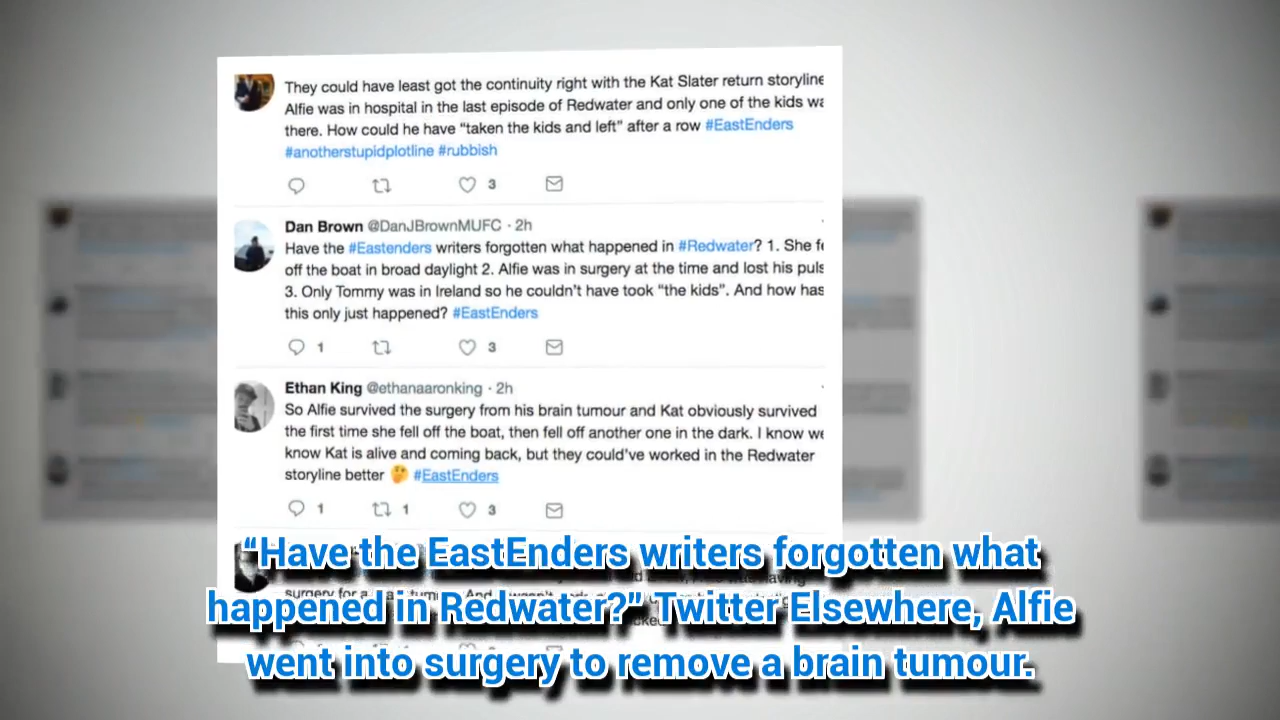 They could have least got the continuity right with the Kat Slater return storyline
Alfie was in hospital in the last episode of Redwater and only one of the kids wa
there. How could he have “taken the kids and left” after a row #EastEnders
#anotherstupidplotline #rubbish
3
Dan Brown @DanJBrownMUFC · 2h
Have the #Eastenders writers forgotten what happened in #Redwater? 1. She fe
off the boat in broad daylight 2. Alfie was in surgery at the time and lost his puls
3. Only Tommy was in Ireland so he couldn’t have took “the kids”. And how has
this only just happened? #EastEnders
1 3
Ethan King @ethanaaronking · 2h
So Alfie survived the surgery from his brain tumour and Kat obviously survived
the first time she fell off the boat, then fell off another one in the dark. I know we
know Kat is alive and coming back, but they could’ve worked in the Redwater
storyline better 🤔 #EastEnders
1 1 3
“Have the EastEnders writers forgotten what
happened in Redwater?” Twitter Elsewhere, Alfie
went into surgery to remove a brain tumour.